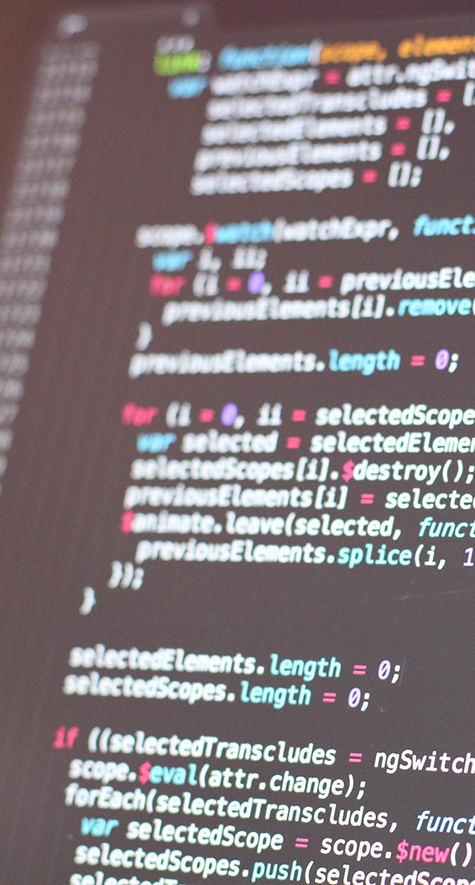 link: function(scope, elemen
var watchExpr = attr.ngSwit
selectedTranscludes = [
selectedElements = [],
previousElements = [],
selectedScopes = [];
scope.$watch(watchExpr, funct
var i, ii;
for (i = 0, ii = previousEle
previousElements[i].remove(
}
previousElements.length = 0;
for (i = 0, ii = selectedScope
var selected = selectedElemen
selectedScopes[i].$destroy();
previousElements[i] = selected
$animate.leave(selected, funct
previousElements.splice(i, 1
});
}
selectedElements.length = 0;
selectedScopes.length = 0;
if ((selectedTranscludes = ngSwitch
scope.$eval(attr.change);
forEach(selectedTranscludes, funct
var selectedScope = scope.$new()
selectedScopes.push(selectedScop